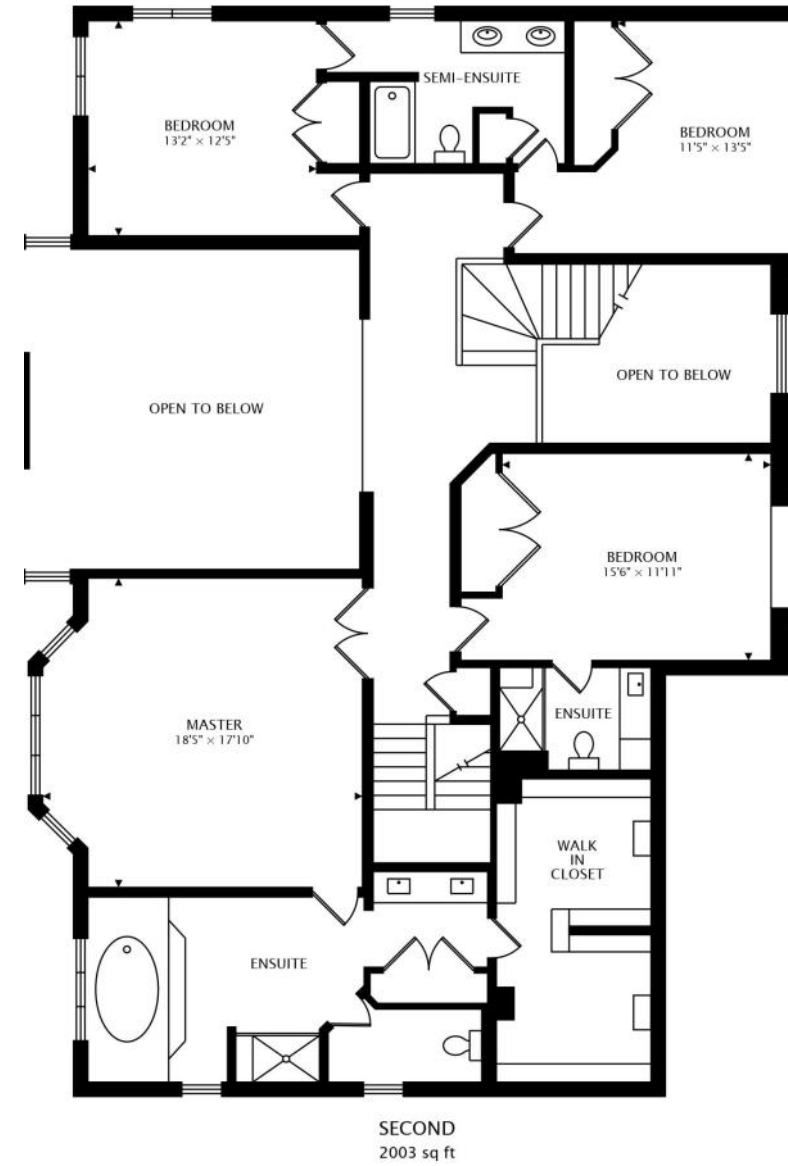 SEMI-ENSUITE
BEDROOM
13'2" × 12'5"
BEDROOM
11'5" × 13'5"
OPEN TO BELOW
OPEN TO BELOW
BEDROOM
15'6" × 11'11"
MASTER
18'5" × 17'10"
ENSUITE
WALK
IN
CLOSET
ENSUITE
SECOND
2003 sq ft